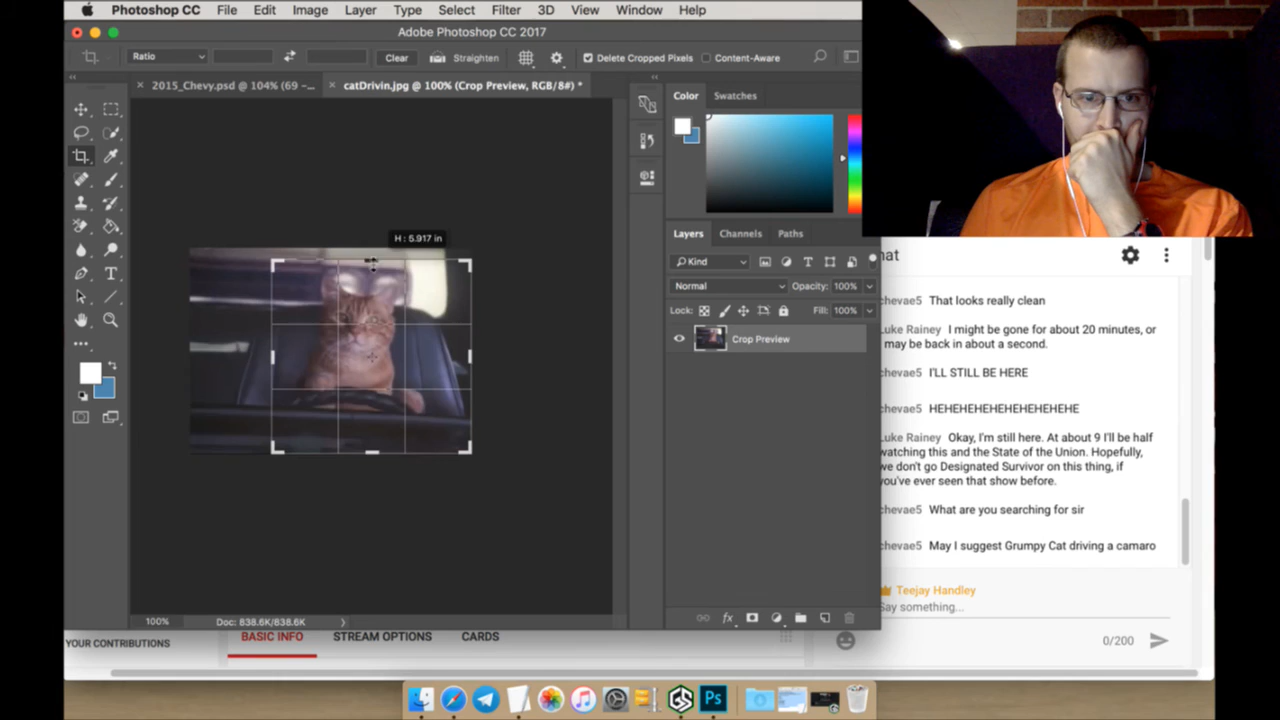 Photoshop CC File Edit Image Layer Type Select Filter 3D View Window Help
Adobe Photoshop CC 2017
Ratio Clear Straighten Delete Cropped Pixels Content-Aware
2015_Chevy.psd @ 104% (69 –... catDrivin.jpg @ 100% (Crop Preview, RGB/8#) *
Color Swatches
H : 5.917 in
Layers Channels Paths
Kind
Normal Opacity: 100%
Lock: Fill: 100%
Crop Preview
fx
100% Doc: 838.6K/838.6K
YOUR CONTRIBUTIONS BASIC INFO STREAM OPTIONS CARDS
hat
chevae5 That looks really clean
Luke Rainey I might be gone for about 20 minutes, or
may be back in about a second.
chevae5 I'LL STILL BE HERE
chevae5 HEHEHEHEHEHEHEHEHE
Luke Rainey Okay, I'm still here. At about 9 I'll be half
watching this and the State of the Union. Hopefully,
we don't go Designated Survivor on this thing, if
you've ever seen that show before.
chevae5 What are you searching for sir
chevae5 May I suggest Grumpy Cat driving a camaro
Teejay Handley
Say something...
0/200
GS Ps